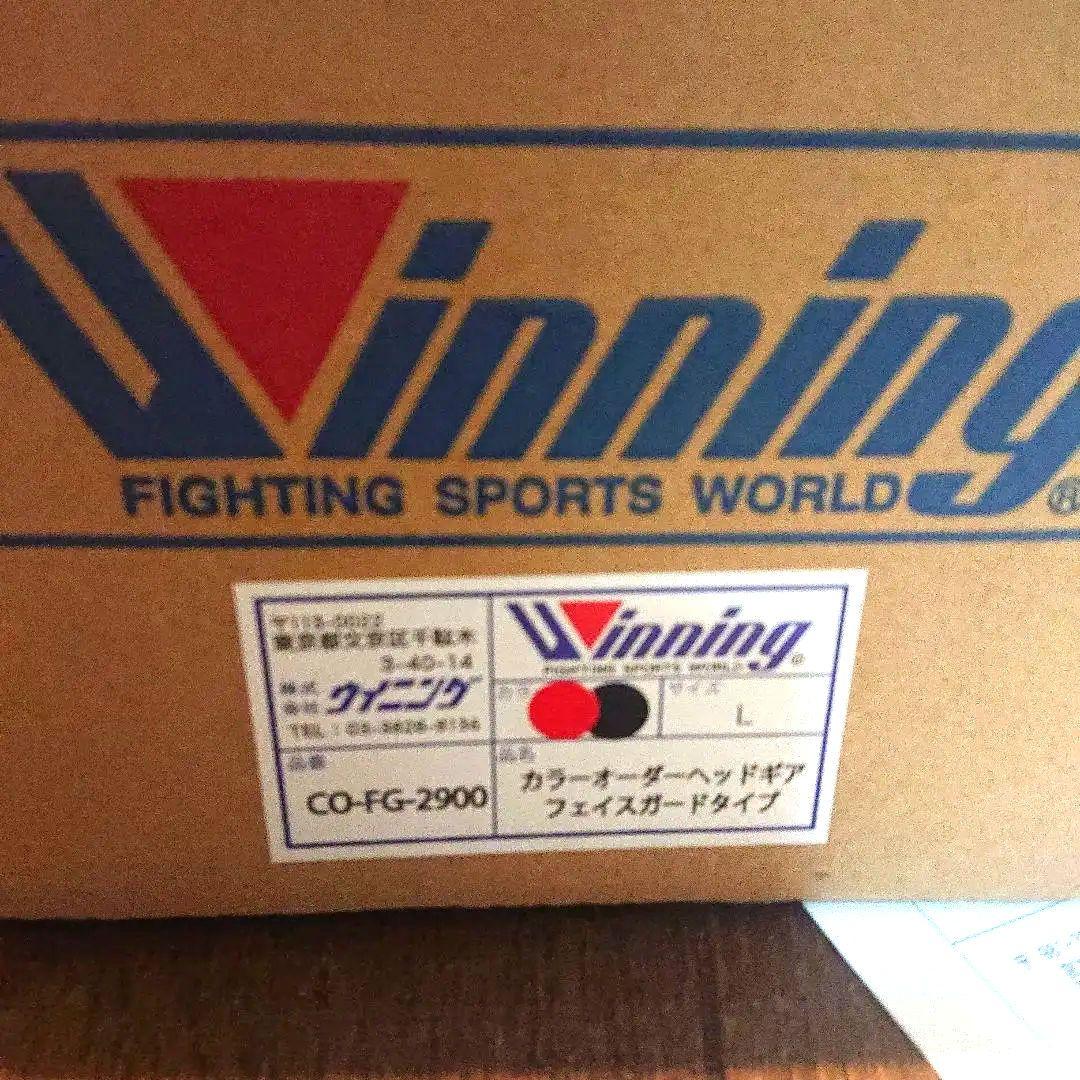 Winning
FIGHTING SPORTS WORLD®
〒113-0022
東京都文京区千駄木
3-40-14
株式会社 ウイニング
Winning®
FIGHTING SPORTS WORLD
サイズ
L
品番
CO-FG-2900
品名
カラーオーダーヘッドギア
フェイスガードタイプ